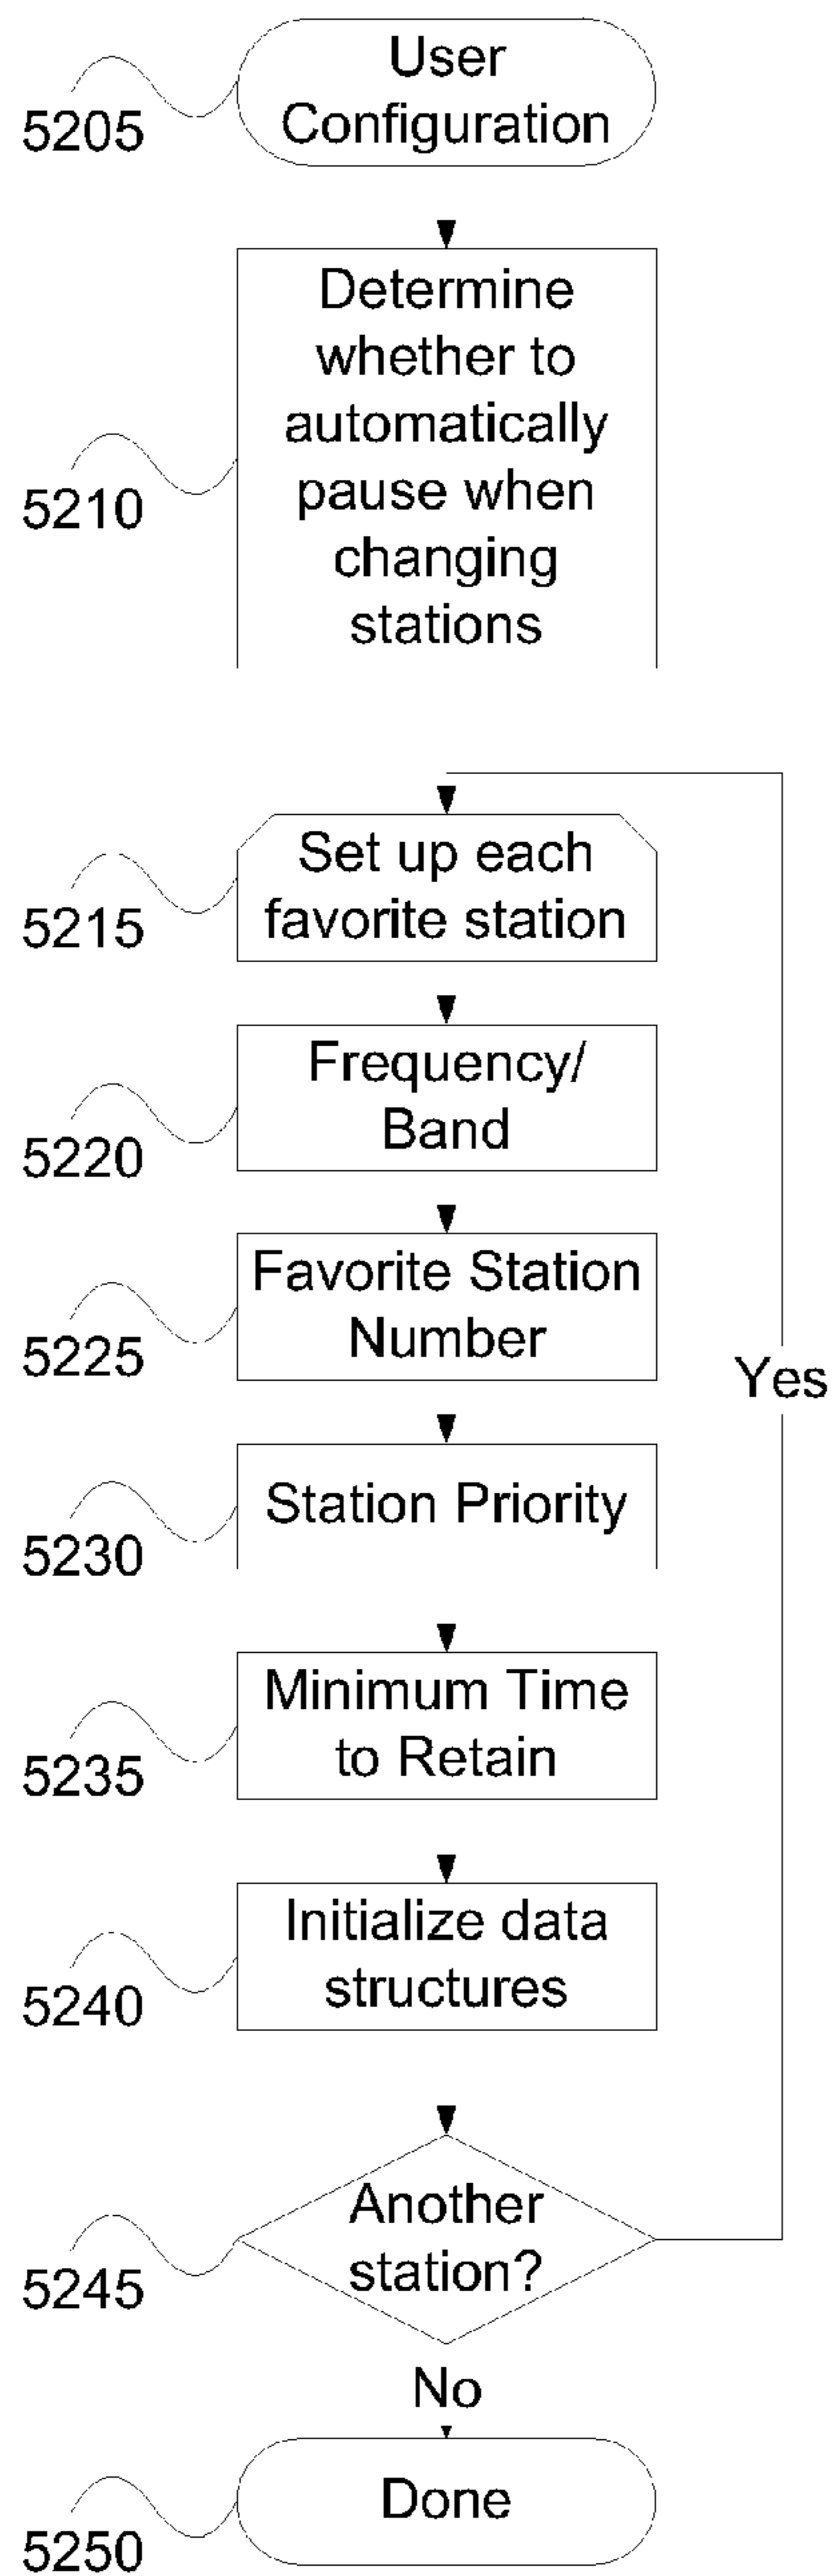 User
Configuration
5205
Determine
whether to
automatically
pause when
changing
stations
5210
Set up each
favorite station
5215
Frequency/
Band
5220
Favorite Station
Number
5225
Yes
Station Priority
5230
Minimum Time
to Retain
5235
Initialize data
structures
5240
Another
station?
5245
No
Done
5250